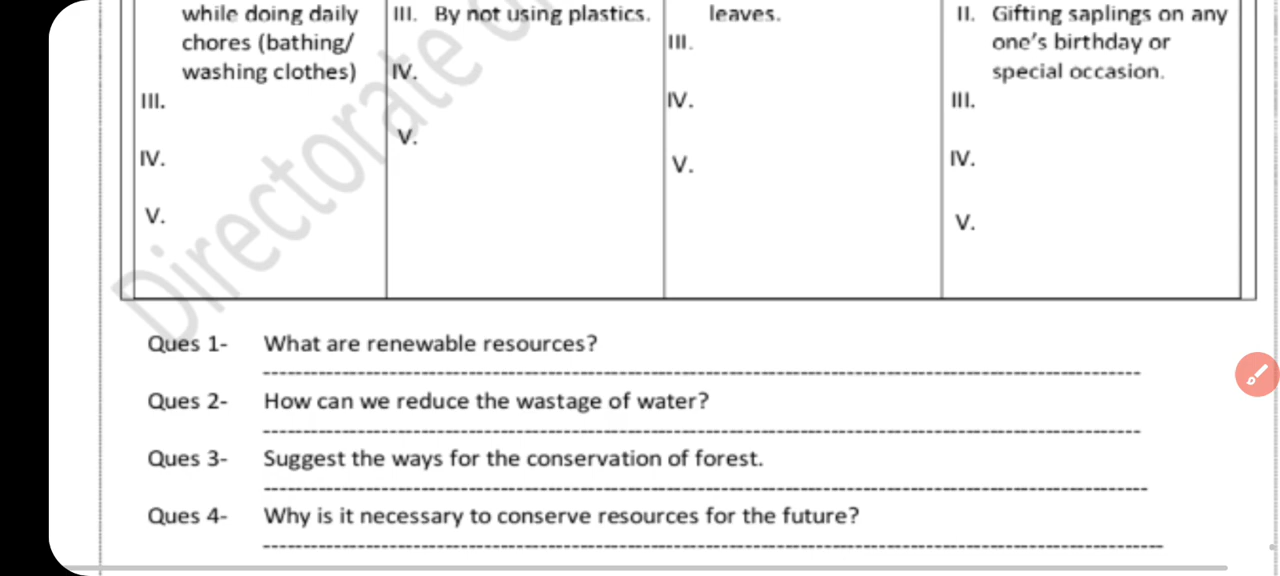 while doing daily
chores (bathing/
washing clothes)
III.
IV.
V.
III. By not using plastics.
IV.
V.
leaves.
III.
IV.
V.
II. Gifting saplings on any
one's birthday or
special occasion.
III.
IV.
V.
Directorate of
Ques 1- What are renewable resources?
Ques 2- How can we reduce the wastage of water?
Ques 3- Suggest the ways for the conservation of forest.
Ques 4- Why is it necessary to conserve resources for the future?